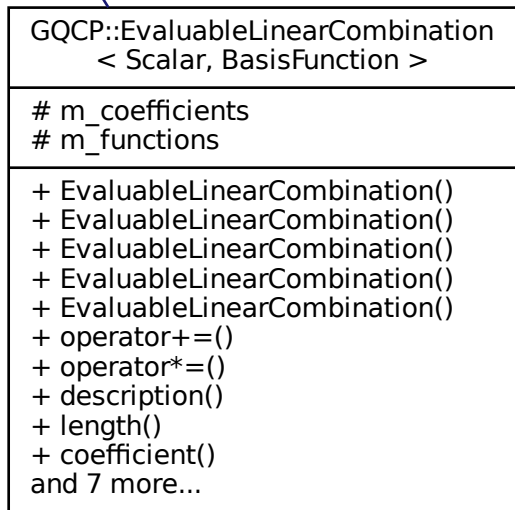 GQCP::EvaluableLinearCombination
< Scalar, BasisFunction >
# m_coefficients
# m_functions
+ EvaluableLinearCombination()
+ EvaluableLinearCombination()
+ EvaluableLinearCombination()
+ EvaluableLinearCombination()
+ EvaluableLinearCombination()
+ operator+=()
+ operator*=()
+ description()
+ length()
+ coefficient()
and 7 more...